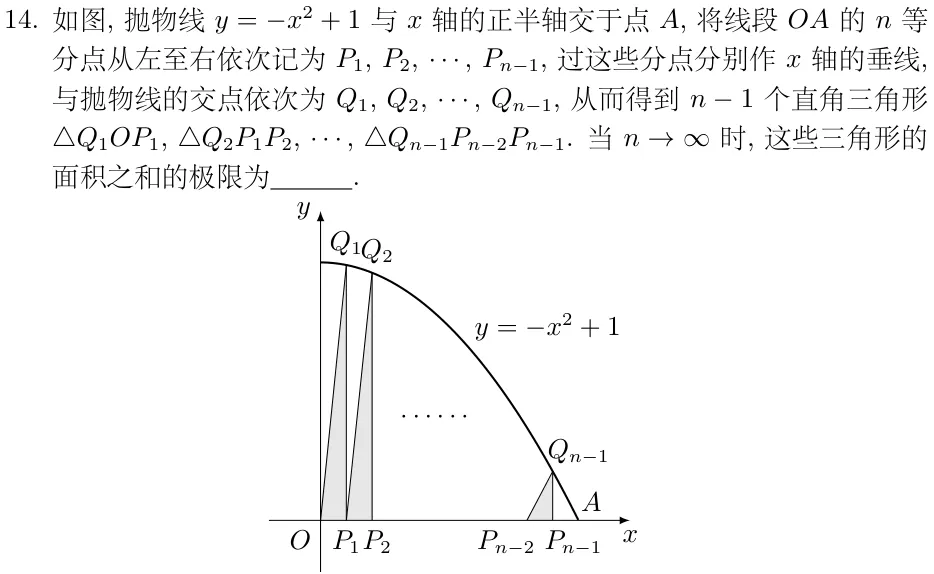 14. 如图, 抛物线 y = −x² + 1 与 x 轴的正半轴交于点 A, 将线段 OA 的 n 等
分点从左至右依次记为 P₁, P₂, ⋯, Pₙ₋₁, 过这些分点分别作 x 轴的垂线,
与抛物线的交点依次为 Q₁, Q₂, ⋯, Qₙ₋₁, 从而得到 n − 1 个直角三角形
△Q₁OP₁, △Q₂P₁P₂, ⋯, △Qₙ₋₁Pₙ₋₂Pₙ₋₁. 当 n → ∞ 时, 这些三角形的
面积之和的极限为______.
y
Q₁ Q₂
y = −x² + 1
······
Qₙ₋₁
A
O P₁ P₂ Pₙ₋₂ Pₙ₋₁ x